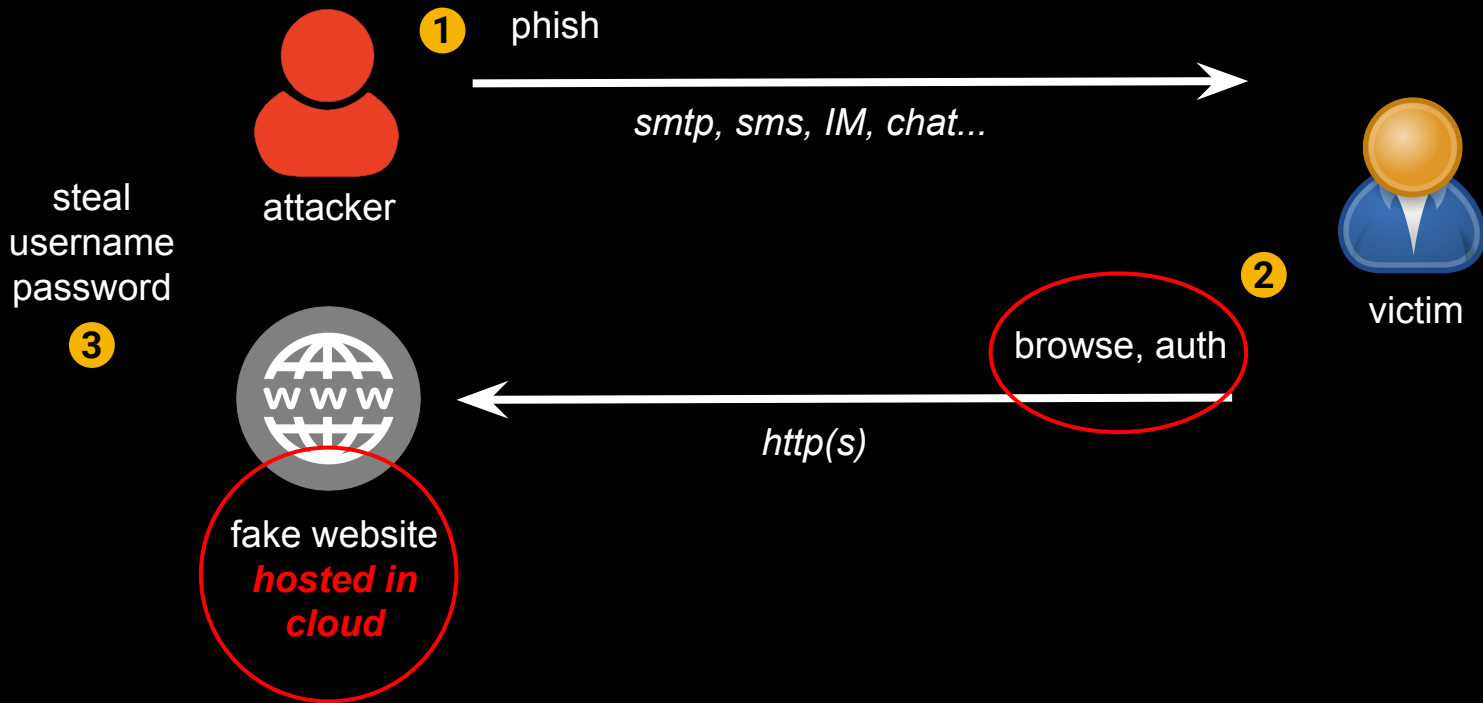 1
phish
smtp, sms, IM, chat...
attacker
steal
username
password
3
2
victim
browse, auth
www
http(s)
fake website
hosted in
cloud